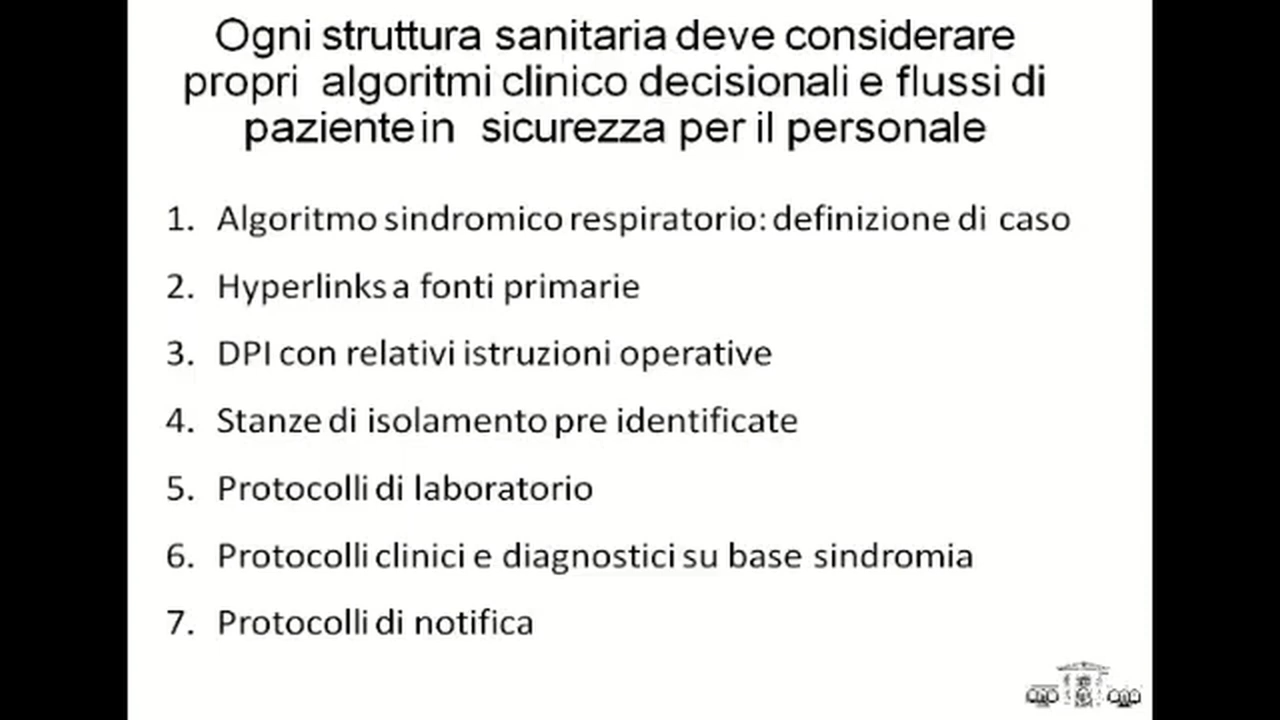 Ogni struttura sanitaria deve considerare
propri algoritmi clinico decisionali e flussi di
paziente in sicurezza per il personale
1. Algoritmo sindromico respiratorio: definizione di caso
2. Hyperlinks a fonti primarie
3. DPI con relativi istruzioni operative
4. Stanze di isolamento pre identificate
5. Protocolli di laboratorio
6. Protocolli clinici e diagnostici su base sindromia
7. Protocolli di notifica